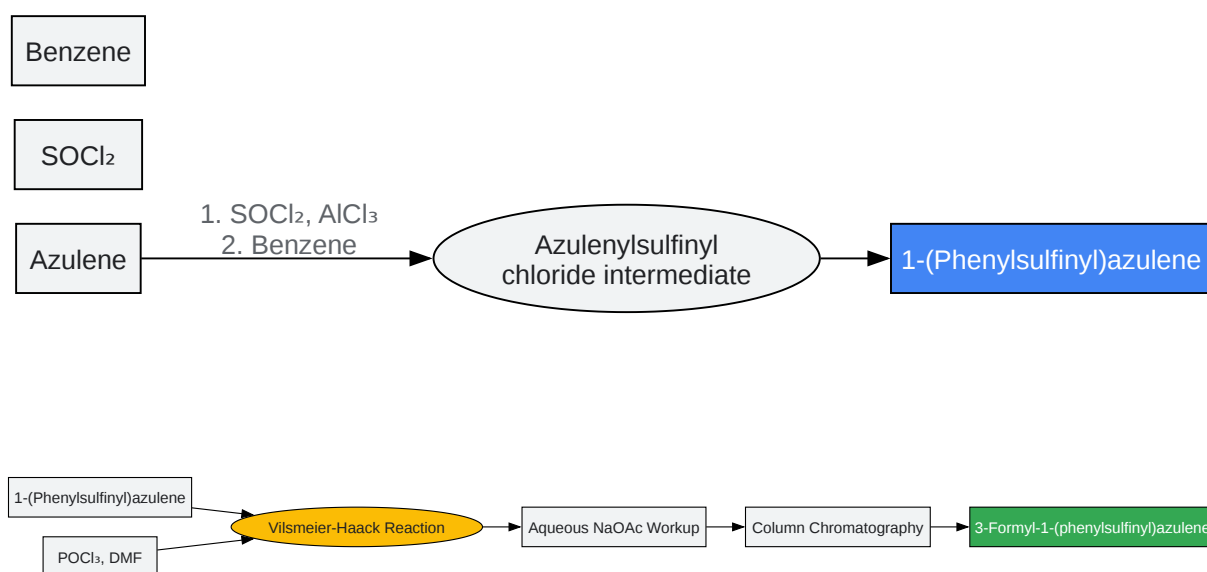 Benzene
SOCl₂
Azulene
1. SOCl₂, AlCl₃
2. Benzene
Azulenylsulfinyl
chloride intermediate
1-(Phenylsulfinyl)azulene
1-(Phenylsulfinyl)azulene
POCl₃, DMF
Vilsmeier-Haack Reaction
Aqueous NaOAc Workup
Column Chromatography
3-Formyl-1-(phenylsulfinyl)azulene